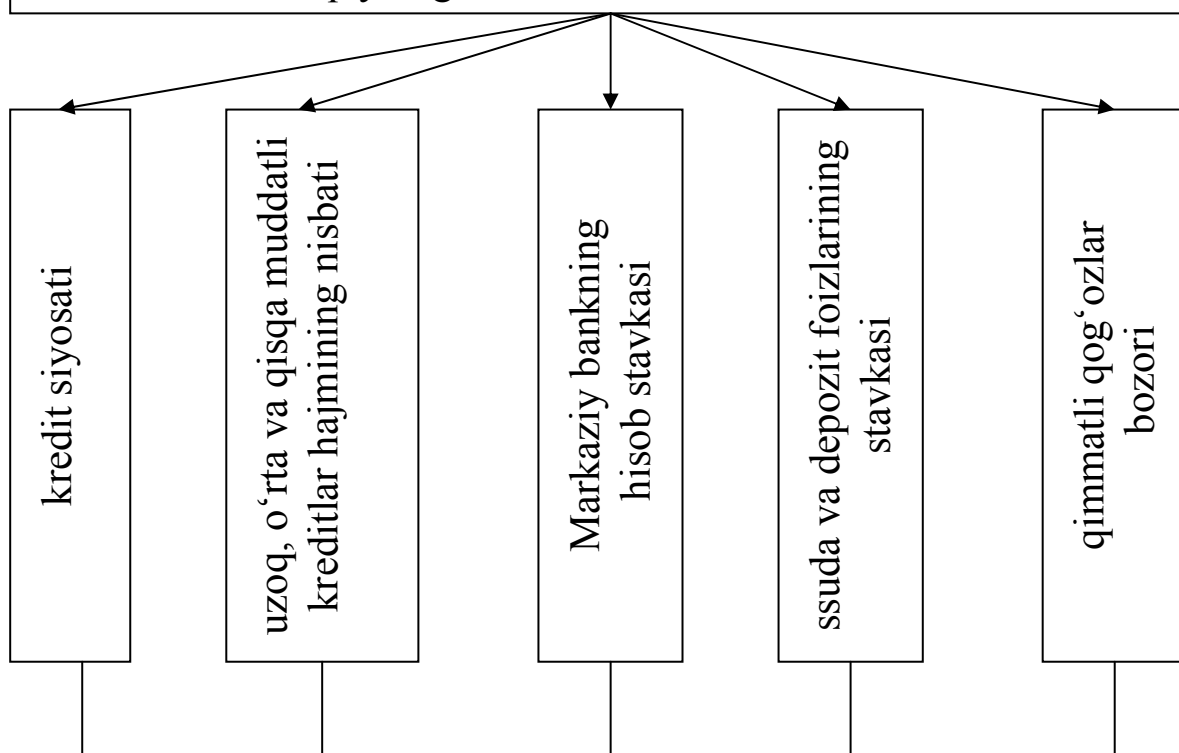 kredit siyosati
uzoq, o‘rta va qisqa muddatli
kreditlar hajmining nisbati
Markaziy bankning
hisob stavkasi
ssuda va depozit foizlarining
stavkasi
qimmatli qog‘ozlar
bozori